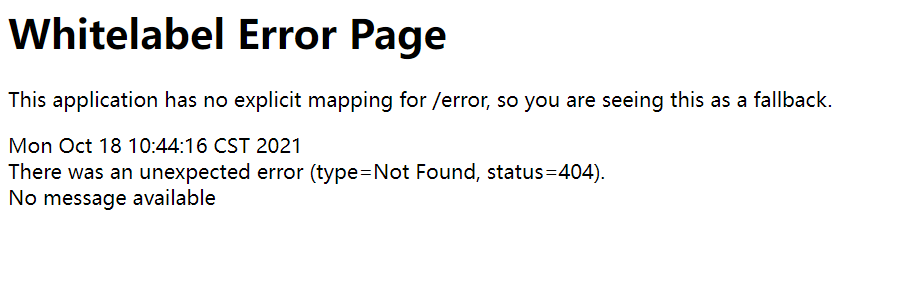 Whitelabel Error Page
This application has no explicit mapping for /error, so you are seeing this as a fallback.
Mon Oct 18 10:44:16 CST 2021
There was an unexpected error (type=Not Found, status=404).
No message available